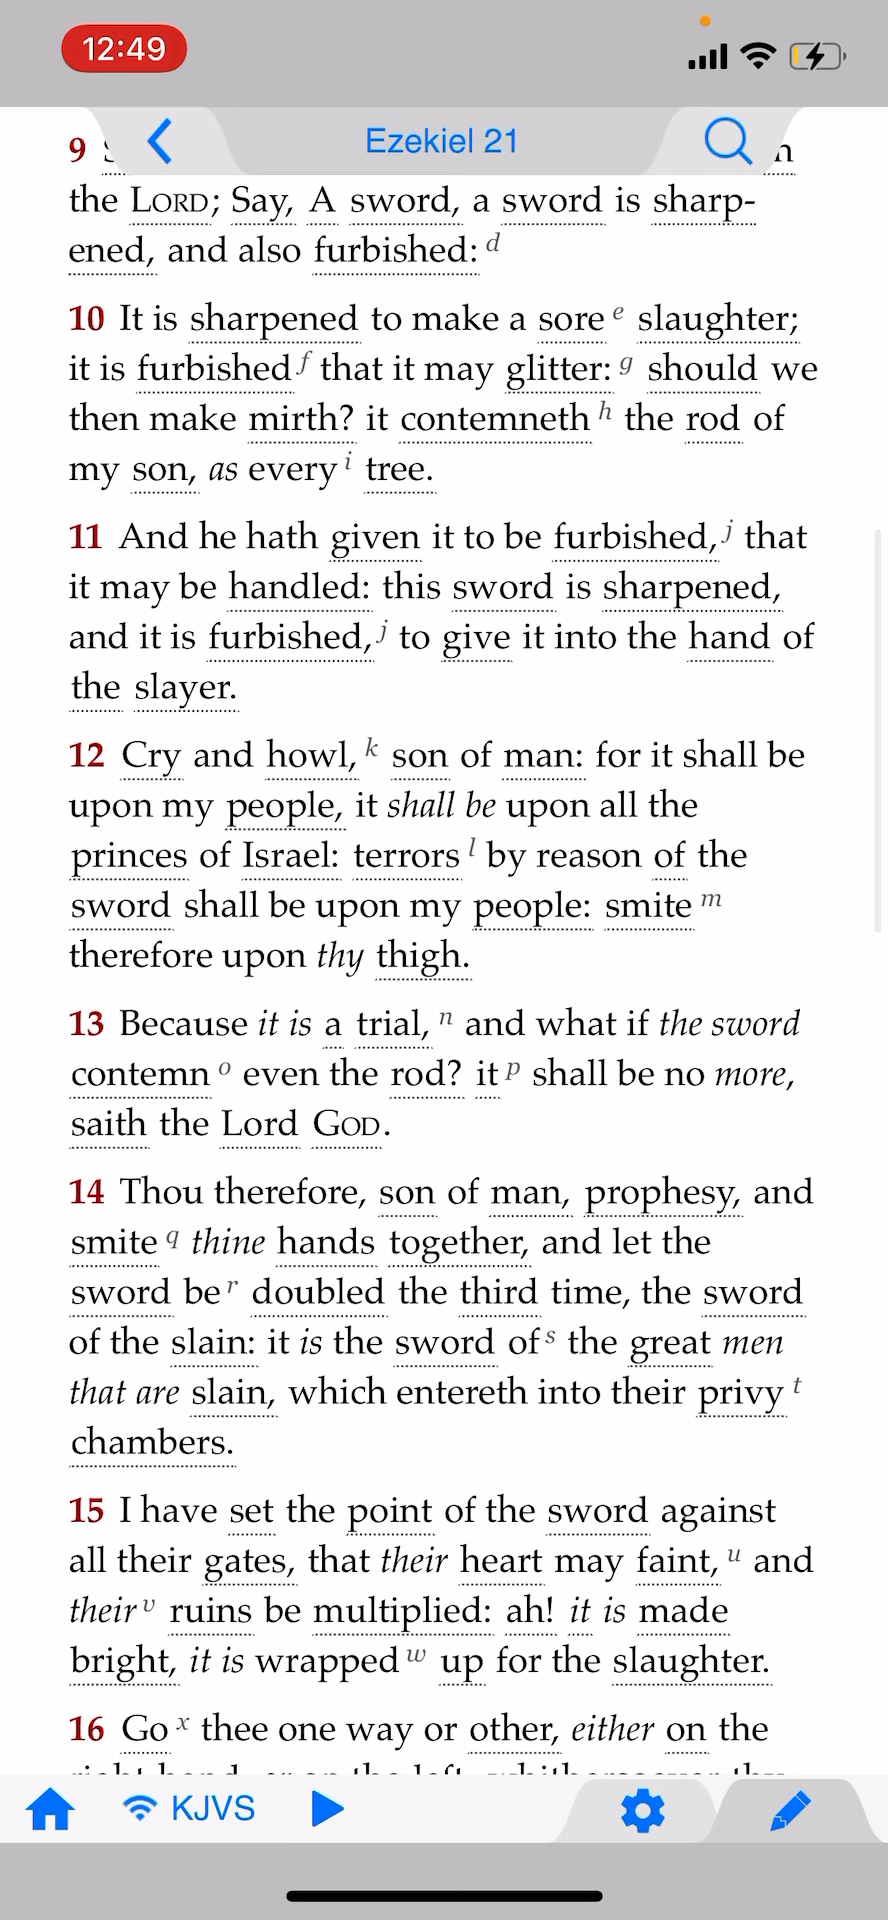 12:49
Ezekiel 21
9
the LORD; Say, A sword, a sword is sharp-
ened, and also furbished: d
10 It is sharpened to make a sore e slaughter;
it is furbished f that it may glitter: g should we
then make mirth? it contemneth h the rod of
my son, as every i tree.
11 And he hath given it to be furbished, j that
it may be handled: this sword is sharpened,
and it is furbished, j to give it into the hand of
the slayer.
12 Cry and howl, k son of man: for it shall be
upon my people, it shall be upon all the
princes of Israel: terrors l by reason of the
sword shall be upon my people: smite m
therefore upon thy thigh.
13 Because it is a trial, n and what if the sword
contemn o even the rod? it p shall be no more,
saith the Lord GOD.
14 Thou therefore, son of man, prophesy, and
smite q thine hands together, and let the
sword be r doubled the third time, the sword
of the slain: it is the sword of s the great men
that are slain, which entereth into their privy t
chambers.
15 I have set the point of the sword against
all their gates, that their heart may faint, u and
their v ruins be multiplied: ah! it is made
bright, it is wrapped w up for the slaughter.
16 Go x thee one way or other, either on the
right hand, or on the left, whithersoever thy
KJVS